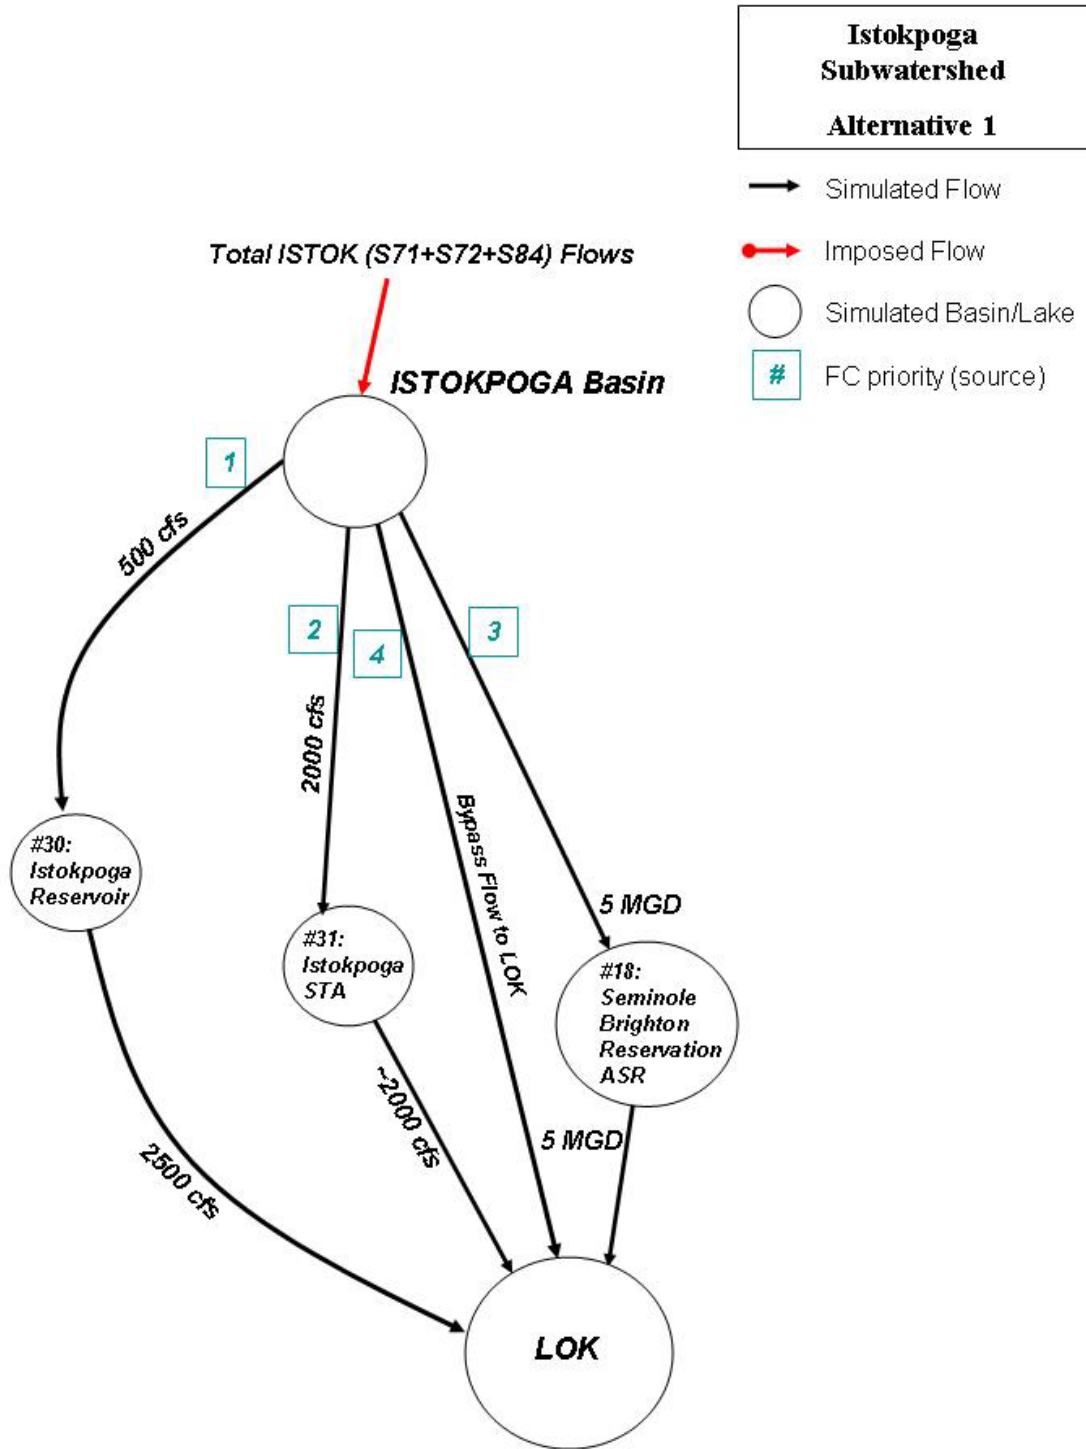 Istokpoga
Subwatershed
Alternative 1
Simulated Flow
Imposed Flow
Simulated Basin/Lake
# FC priority (source)
Total ISTOK (S71+S72+S84) Flows
ISTOKPOGA Basin
1
500 cfs
2
4
3
2000 cfs
Bypass Flow to LOK
5 MGD
#30:
Istokpoga
Reservoir
#31:
Istokpoga
STA
#18:
Seminole
Brighton
Reservation
ASR
2500 cfs
~2000 cfs
5 MGD
LOK